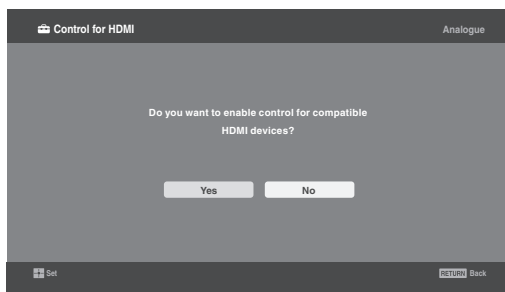 Control for HDMI
Analogue
Do you want to enable control for compatible
HDMI devices?
Yes
No
Set
RETURN Back